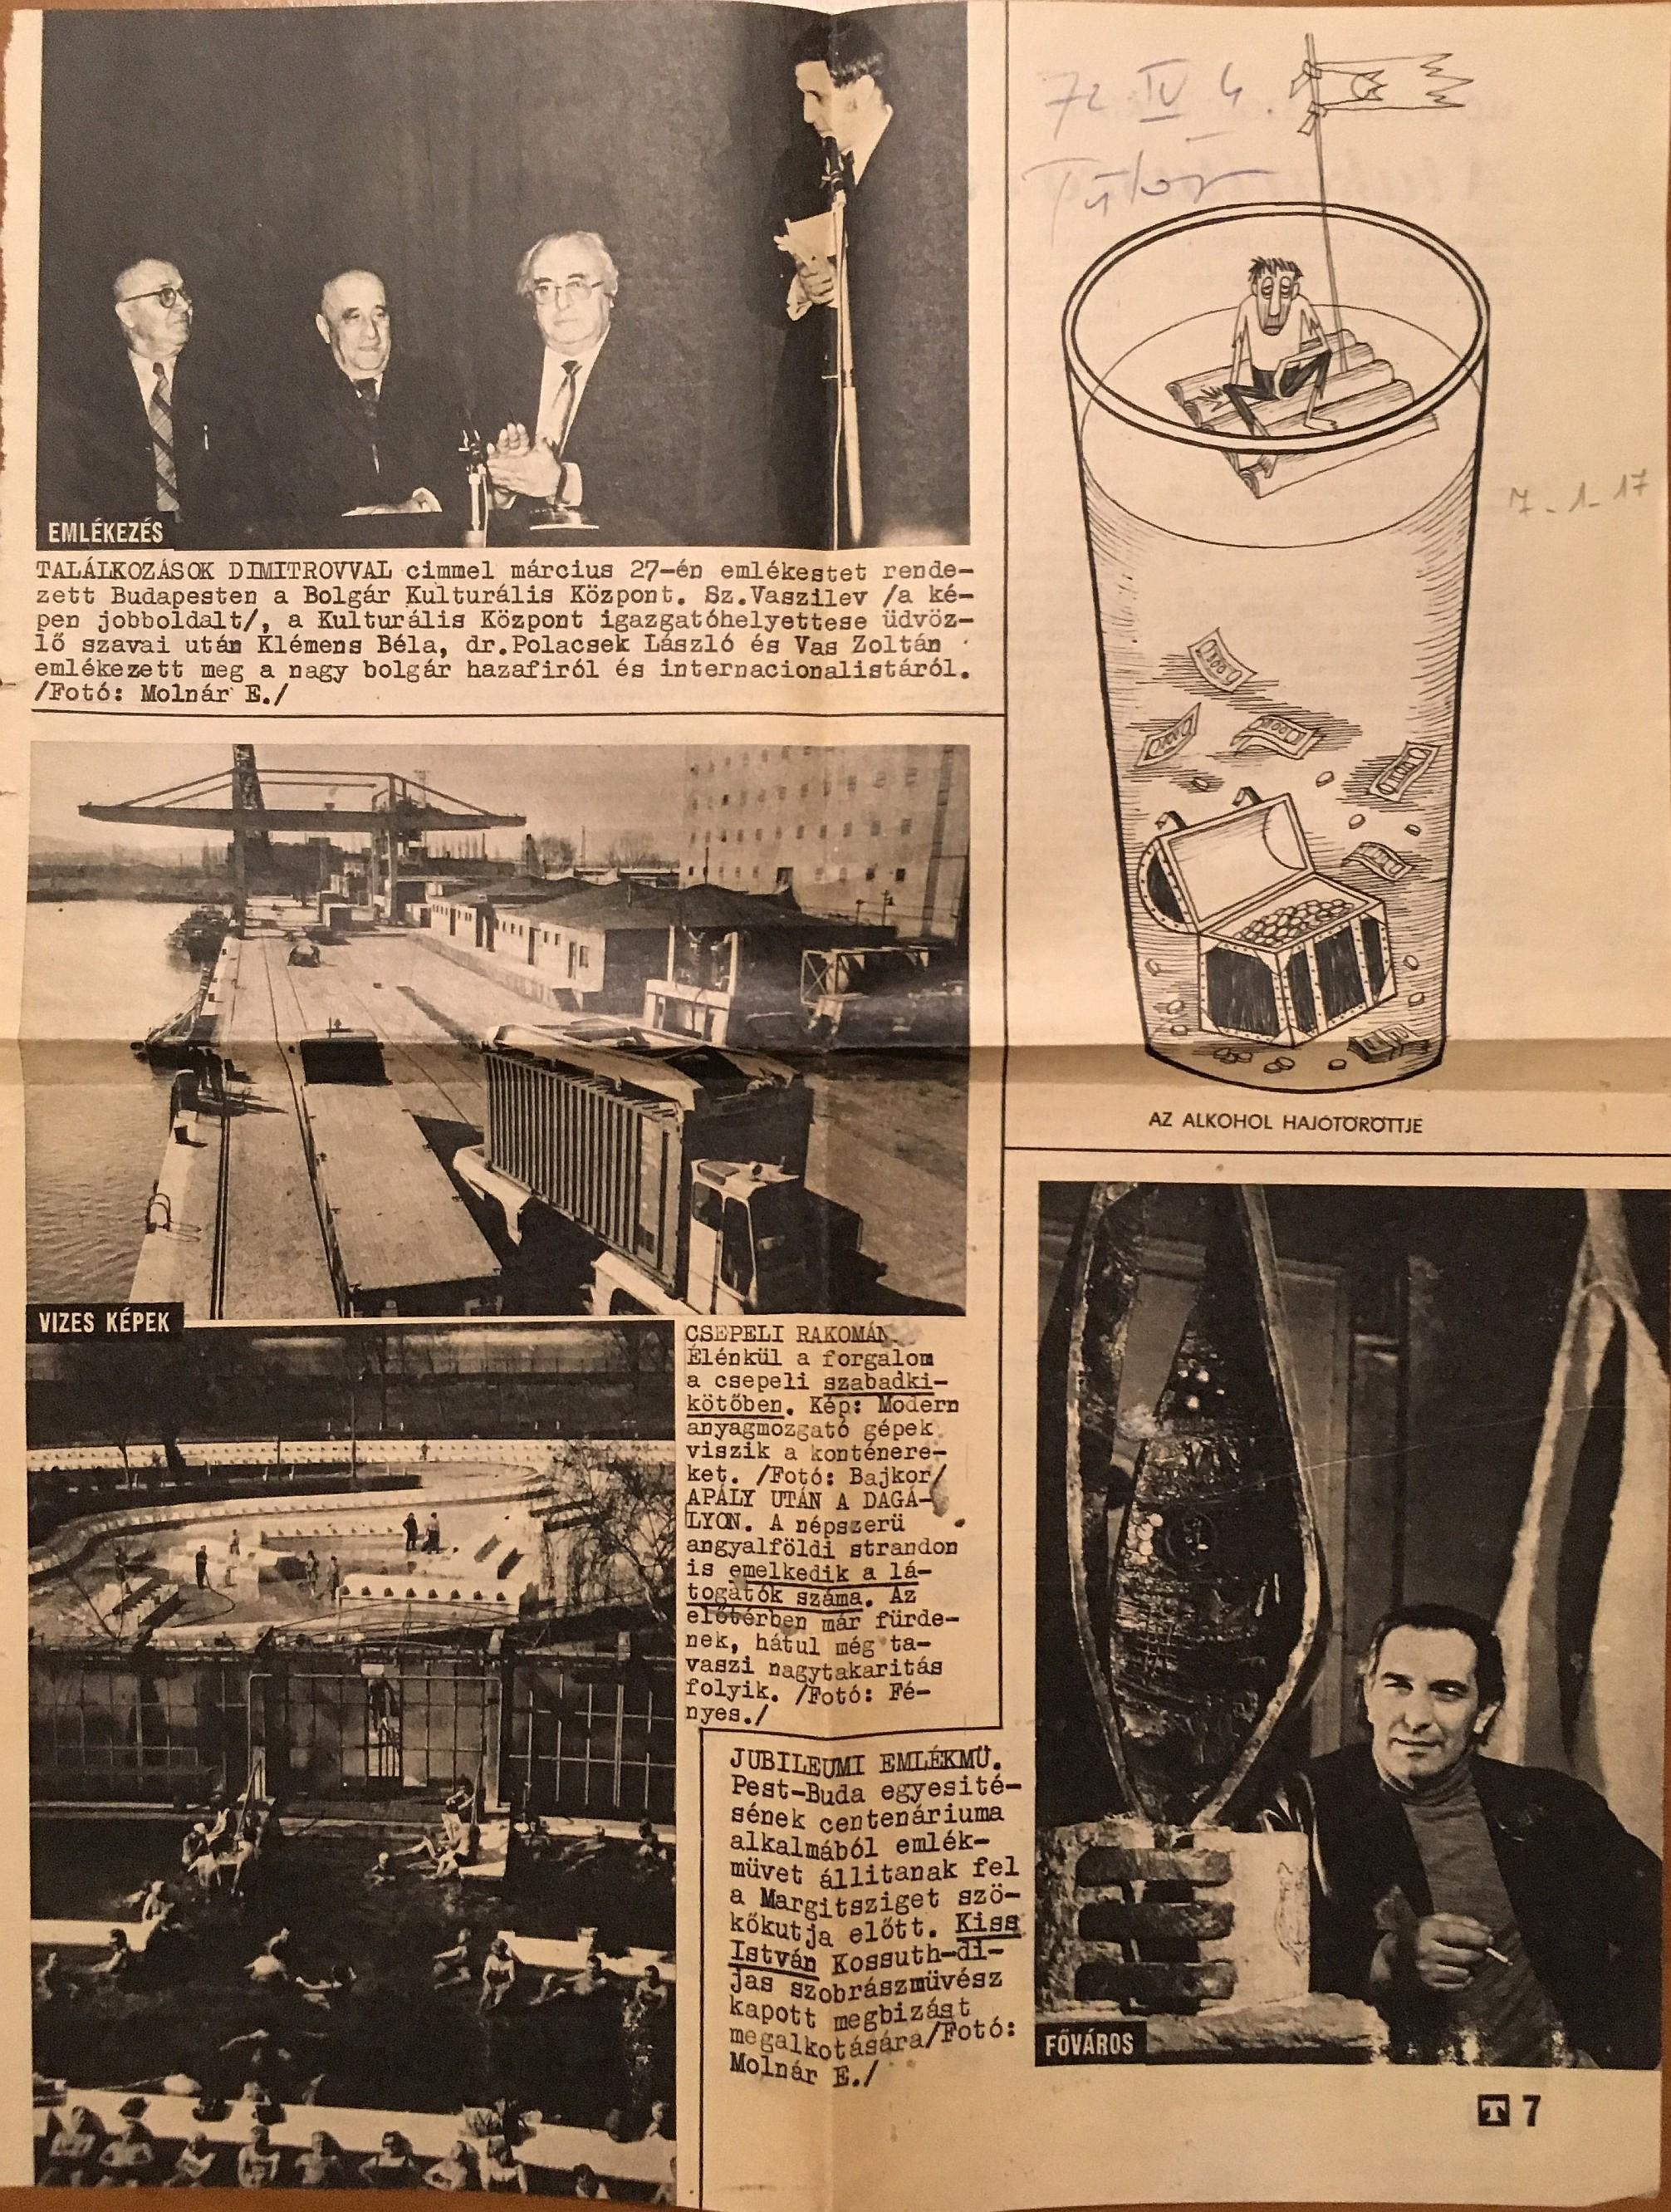 EMLÉKEZÉS
TALÁLKOZÁSOK DIMITROVVAL cimmel március 27-én emlékestet rende-
zett Budapesten a Bolgár Kulturális Központ. Sz.Vaszilev /a ké-
pen jobboldalt/, a Kulturális Központ igazgatóhelyettese üdvöz-
lő szavai után Klémens Béla, dr.Polacsek László és Vas Zoltán
emlékezett meg a nagy bolgár hazafiról és internacionalistáról.
/Fotó: Molnár E./
72 IV 4.
Tükör
7-1-17
1000
1000
AZ ALKOHOL HAJÓTÖRÖTTJE
VIZES KÉPEK
CSEPELI RAKOMÁN
Élénkül a forgalom
a csepeli szabadki-
kötőben. Kép: Modern
anyagmozgató gépek
viszik a konténere-
ket. /Fotó: Bajkor/
APÁLY UTÁN A DAGÁ-
LYON. A népszerü
angyalföldi strandon
is emelkedik a lá-
togatók száma. Az
előtérben már fürde-
nek, hátul még ta-
vaszi nagytakaritás
folyik. /Fotó: Fé-
nyes./
JUBILEUMI EMLÉKMÜ.
Pest-Buda egyesité-
sének centenáriuma
alkalmából emlék-
müvet állitanak fel
a Margitsziget szö-
kőkutja előtt. Kiss
István Kossuth-di-
jas szobrászmüvész
kapott megbizást
megalkotására/Fotó:
Molnár E./
FŐVÁROS
T 7